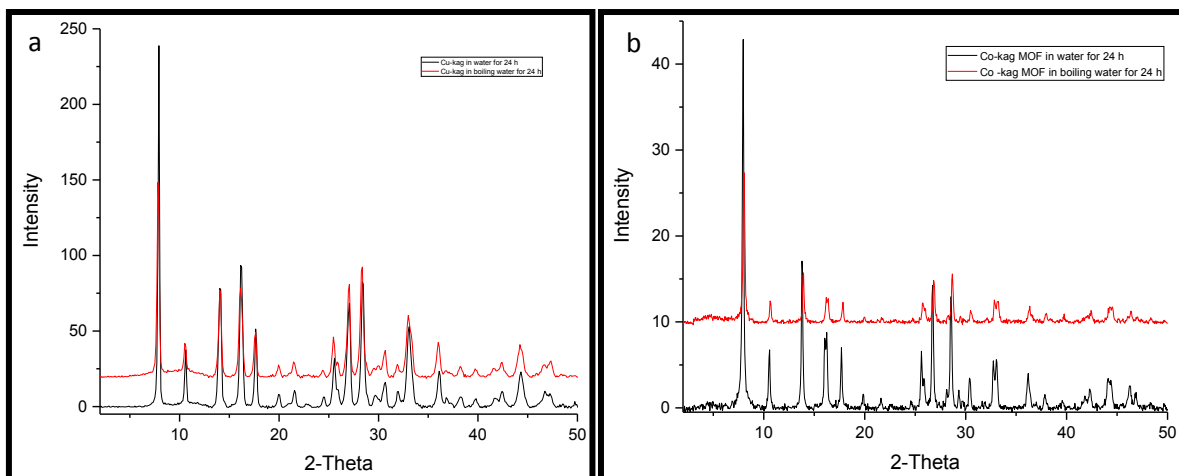 a
Cu-kag in water for 24 h
Cu-kag in boiling water for 24 h
250
200
150
100
50
0
Intensity
10 20 30 40 50
2-Theta
b
Co-kag MOF in water for 24 h
Co -kag MOF in boiling water for 24 h
40
30
20
10
0
Intensity
10 20 30 40 50
2-Theta